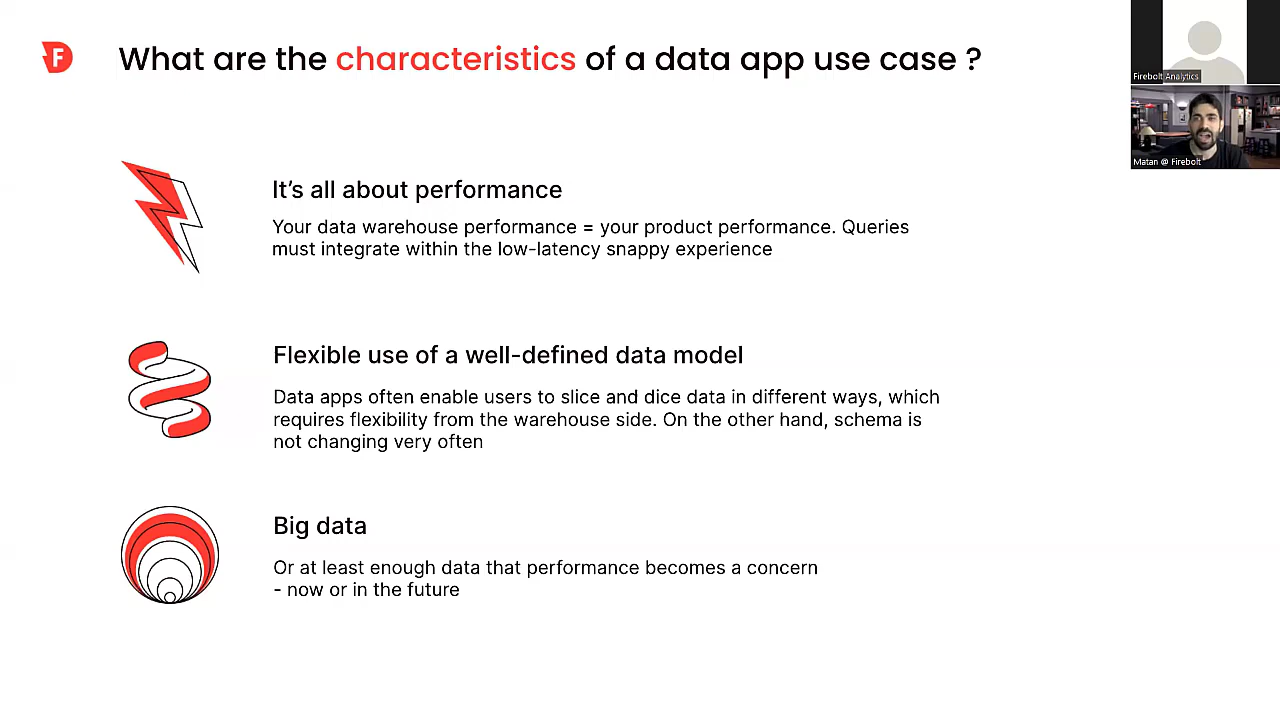 F
What are the characteristics of a data app use case ?
Firebolt Analytics
Matan @ Firebolt
It's all about performance
Your data warehouse performance = your product performance. Queries
must integrate within the low-latency snappy experience
Flexible use of a well-defined data model
Data apps often enable users to slice and dice data in different ways, which
requires flexibility from the warehouse side. On the other hand, schema is
not changing very often
Big data
Or at least enough data that performance becomes a concern
- now or in the future